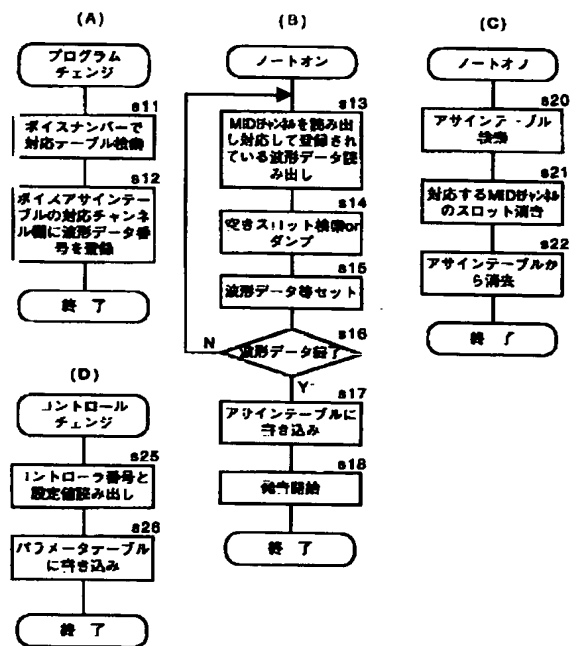 (A)
プログラム
チェンジ
s11
ボイスナンバーで
対応テーブル検索
s12
ボイスアサインテー
ブルの対応チャンネ
ル欄に波形データ番
号を登録
終 了
(B)
ノートオン
s13
MIDIチャンネルを読み出
し対応して登録され
ている波形データ読
み出し
s14
空きスロット検索or
ダンプ
s15
波形データ等セット
s16
波形データ終了
N
Y
s17
アサインテーブルに
書き込み
s18
発音開始
終 了
(C)
ノートオフ
s20
アサインテーブル
検索
s21
対応するMIDIチャンネル
のスロット消音
s22
アサインテーブルから
消去
終 了
(D)
コントロール
チェンジ
s25
コントローラ番号と
設定値読み出し
s26
パラメータテーブル
に書き込み
終 了